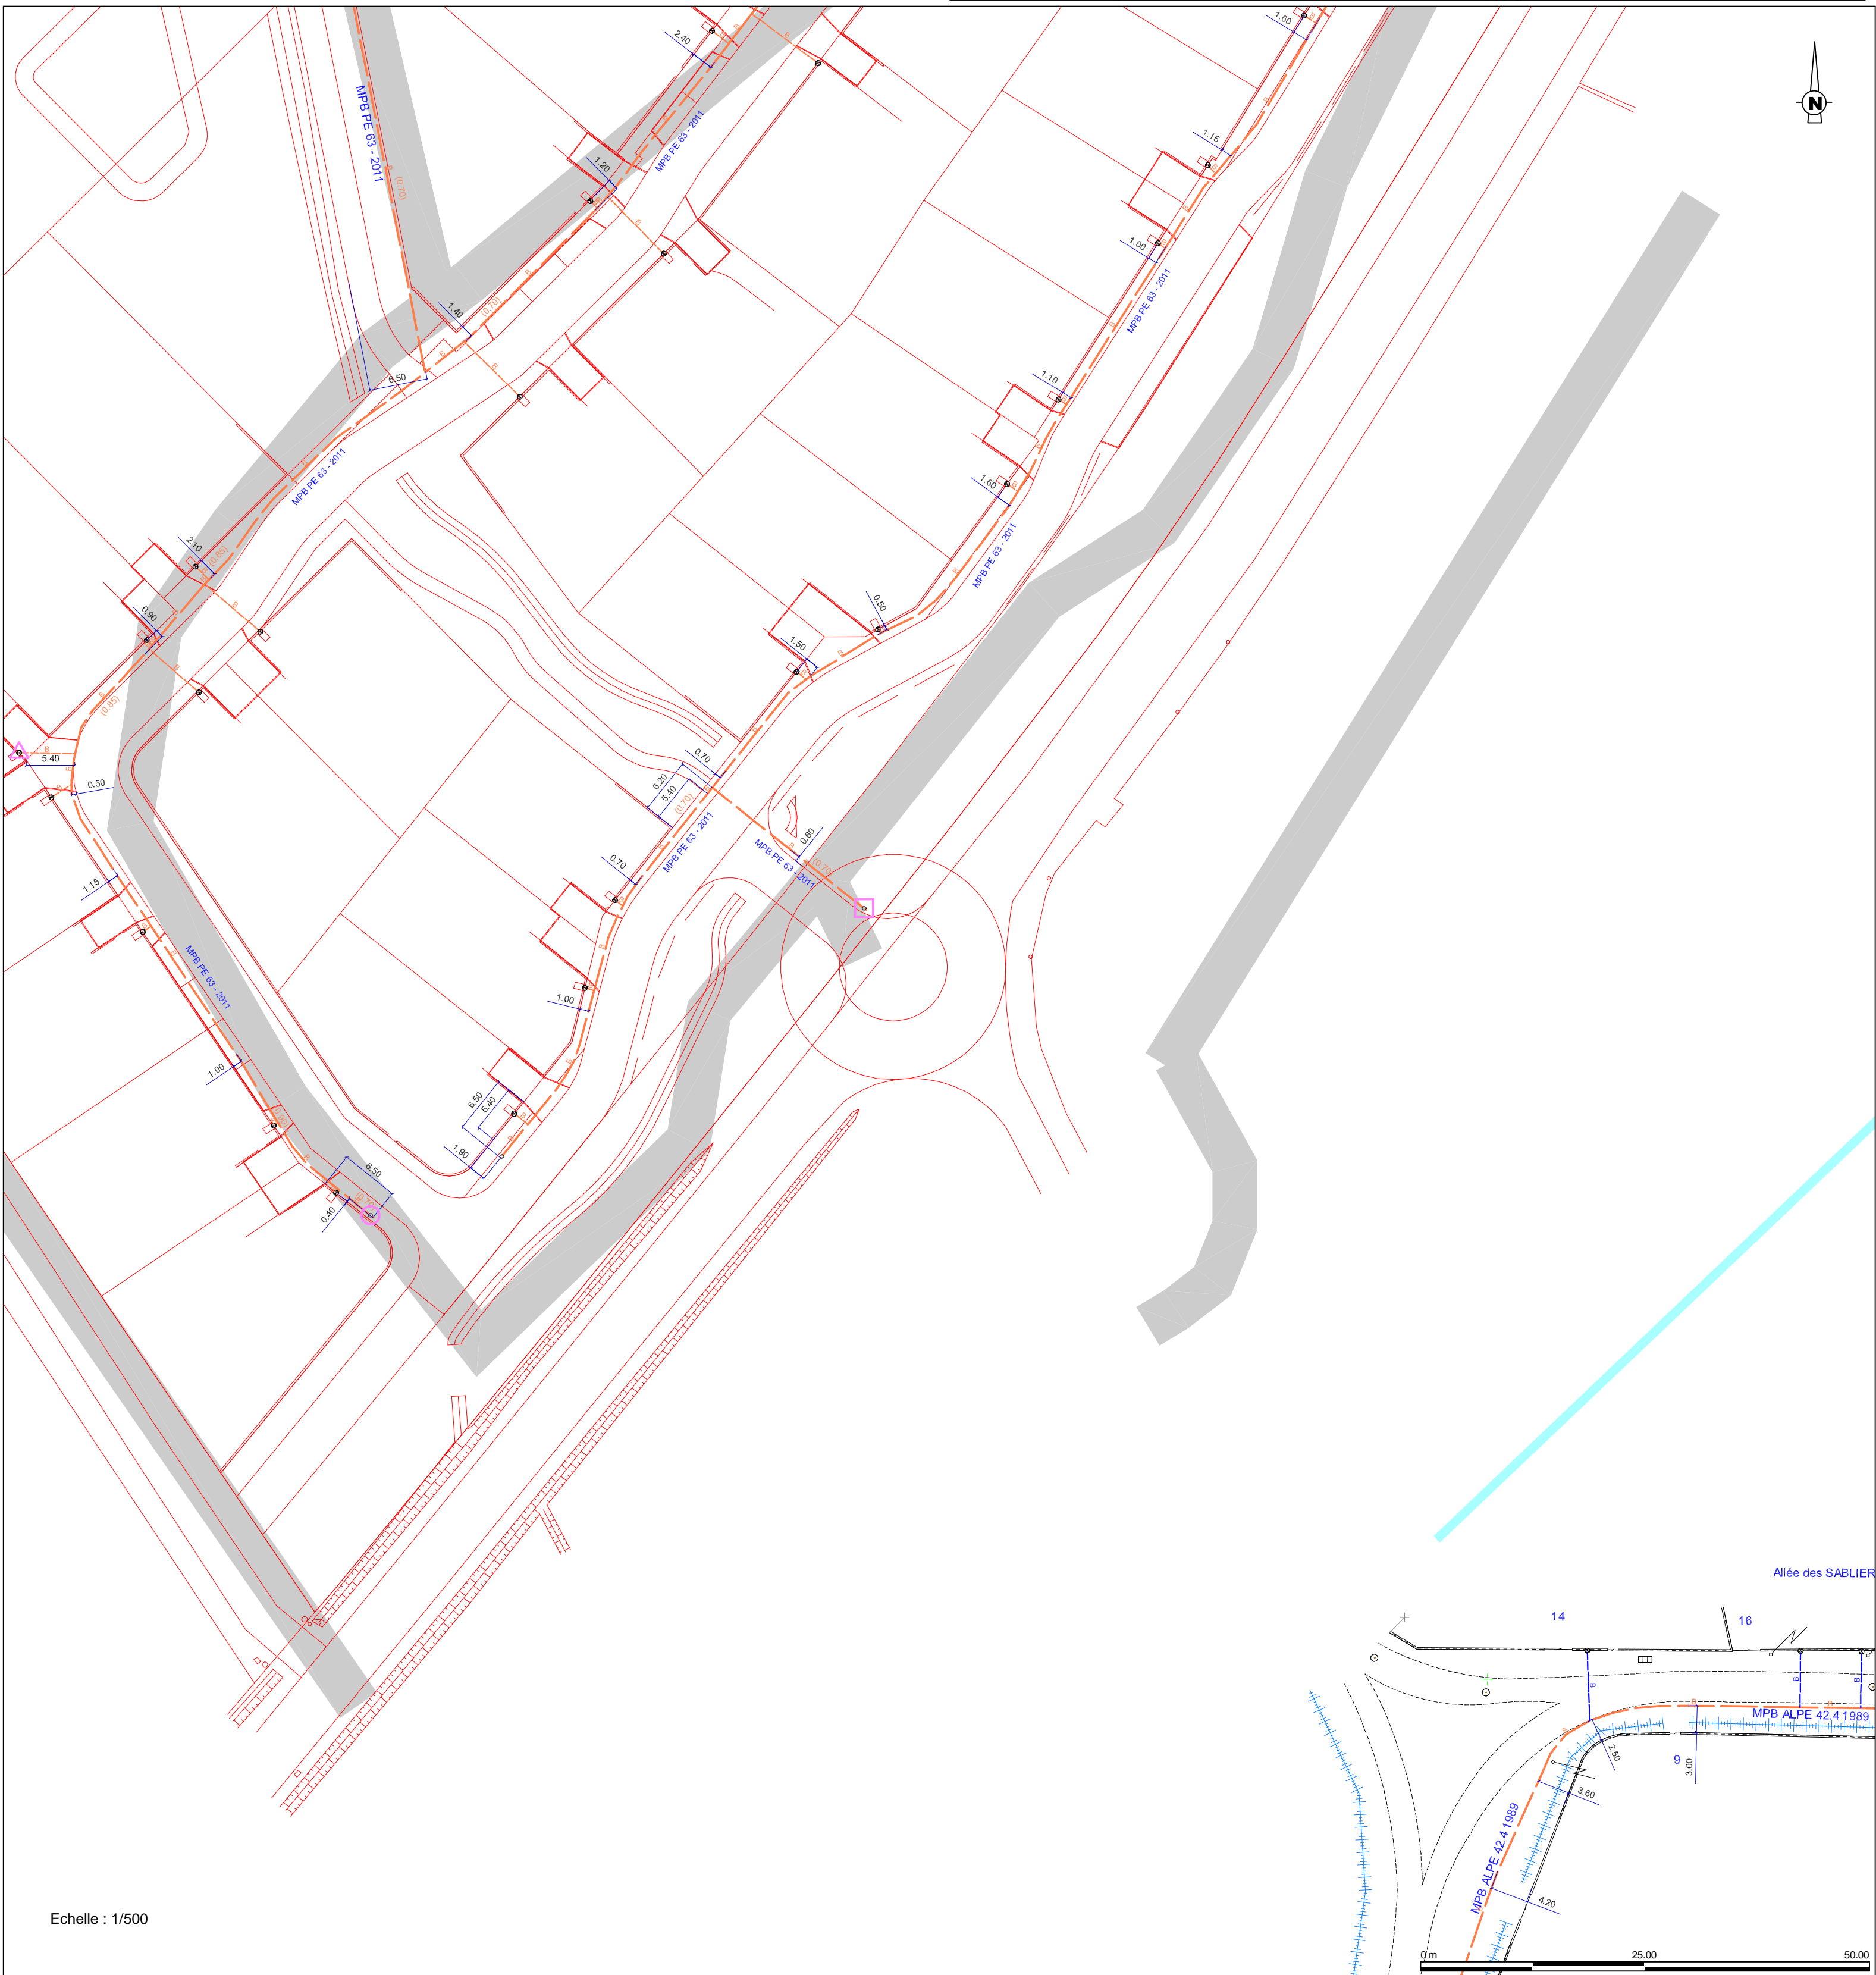 1.60
2.40
N
MPB PE 63 - 2011
MPB PE 63 - 2011
1.15
1.20
(0.70)
1.00
MPB PE 63 - 2011
(0.70)
1.40
6.50
1.10
MPB PE 63 - 2011
1.60
2.10
(0.85)
MPB PE 63 - 2011
0.90
0.50
1.50
(0.85)
5.40
0.70
0.50
6.20
5.40
(0.70)
MPB PE 63 - 2011
0.60
MPB PE 63 - 2011
0.70
1.15
MPB PE 63 - 2011
1.00
1.00
6.50
5.40
1.90
6.50
0.40
Allée des SABLIER
14
16
B
B
B
B
B
MPB ALPE 42.4 1989
2.50
9
3.00
3.60
MPB ALPE 42.4 1989
4.20
Echelle : 1/500
0 m
25.00
50.00